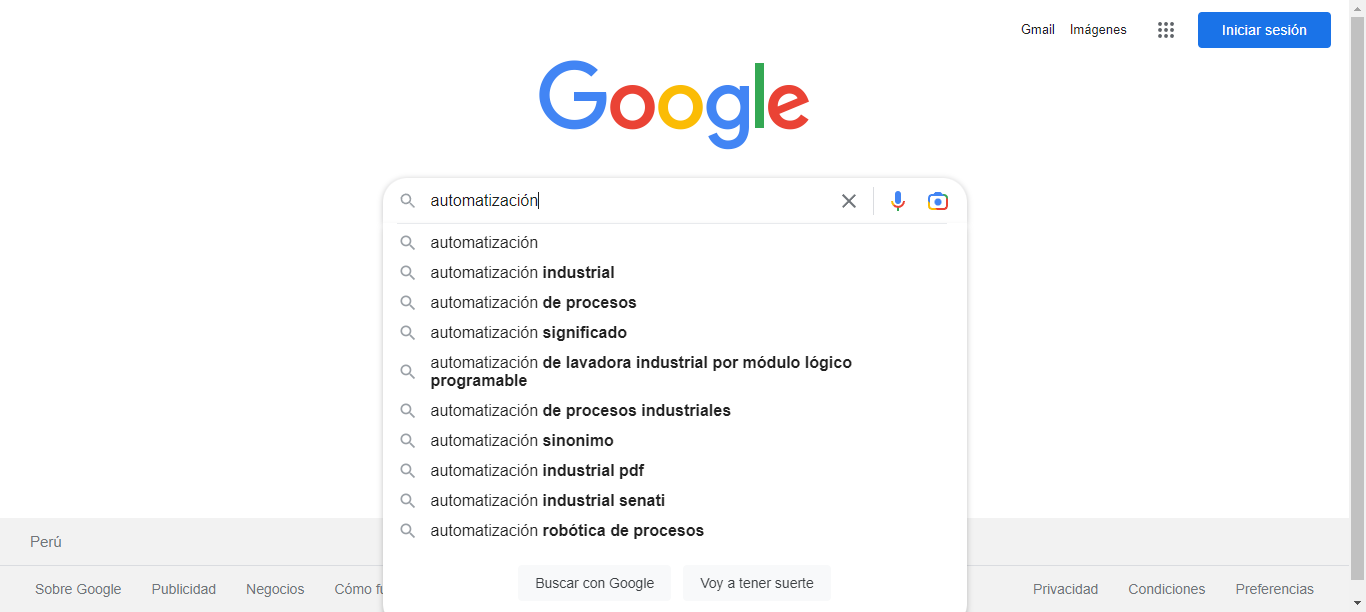 Gmail Imágenes Iniciar sesión
Google
automatización
automatización
automatización industrial
automatización de procesos
automatización significado
automatización de lavadora industrial por módulo lógico
programable
automatización de procesos industriales
automatización sinonimo
automatización industrial pdf
automatización industrial senati
automatización robótica de procesos
Perú
Buscar con Google Voy a tener suerte
Sobre Google Publicidad Negocios Cómo fu Privacidad Condiciones Preferencias